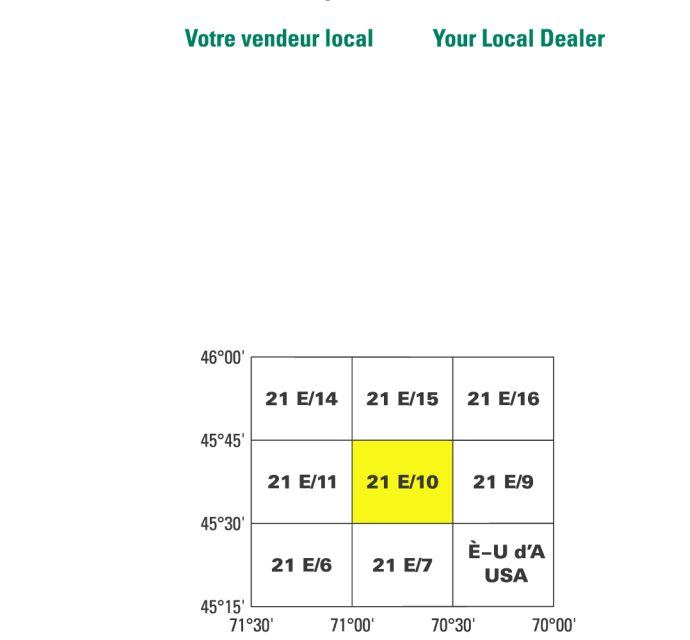 Votre vendeur local
Your Local Dealer
46°00'
21 E/14 21 E/15 21 E/16
45°45'
21 E/11 21 E/10 21 E/9
45°30'
21 E/6 21 E/7 È–U d'A
USA
45°15'
71°30' 71°00' 70°30' 70°00'